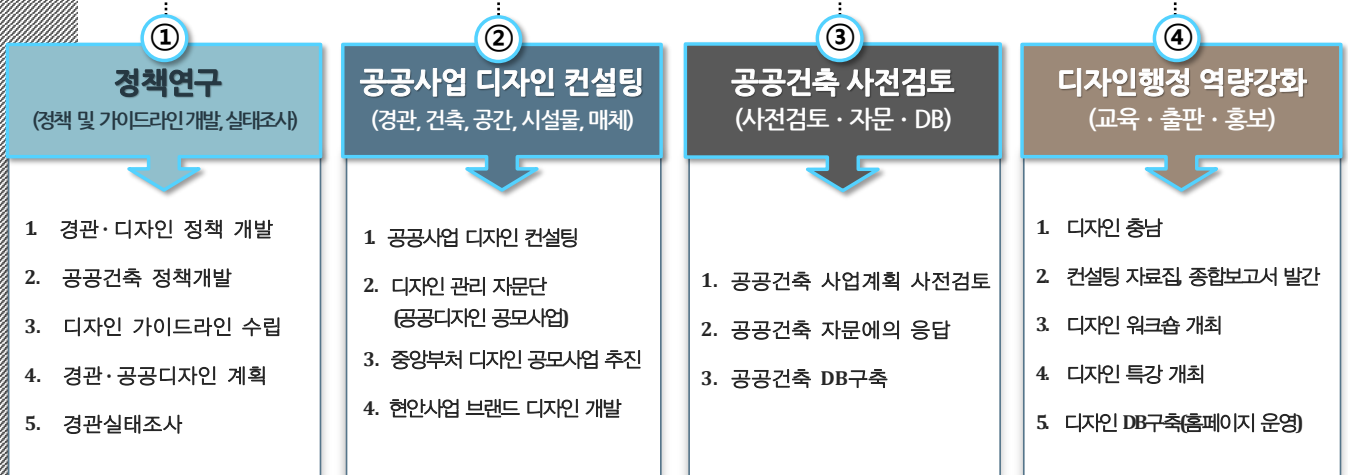 ①
정책연구
(정책 및 가이드라인 개발, 실태조사)
1. 경관·디자인 정책 개발
2. 공공건축 정책개발
3. 디자인 가이드라인 수립
4. 경관·공공디자인 계획
5. 경관실태조사
②
공공사업 디자인 컨설팅
(경관, 건축, 공간, 시설물, 매체)
1. 공공사업 디자인 컨설팅
2. 디자인 관리 자문단
(공공디자인 공모사업)
3. 중앙부처 디자인 공모사업 추진
4. 현안사업 브랜드 디자인 개발
③
공공건축 사전검토
(사전검토·자문·DB)
1. 공공건축 사업계획 사전검토
2. 공공건축 자문에의 응답
3. 공공건축 DB구축
④
디자인행정 역량강화
(교육·출판·홍보)
1. 디자인 충남
2. 컨설팅 자료집, 종합보고서 발간
3. 디자인 워크숍 개최
4. 디자인 특강 개최
5. 디자인 DB구축(홈페이지 운영)